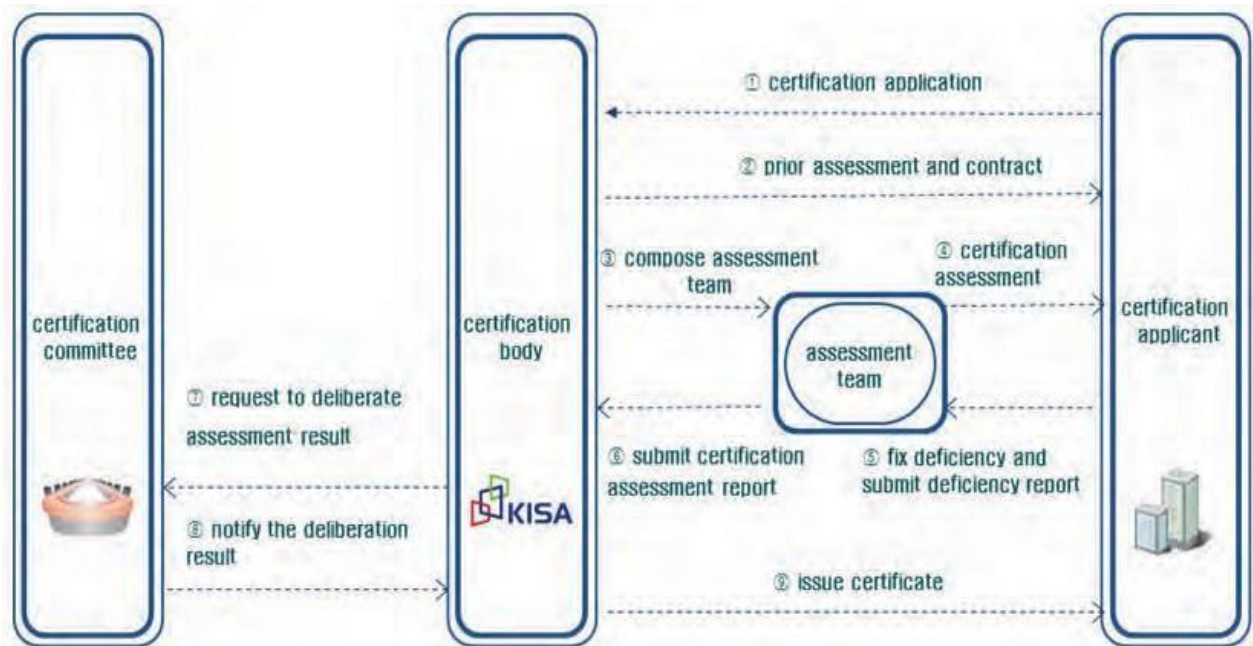 ① certification application
② prior assessment and contract
③ compose assessment
team
④ certification
assessment
certification
committee
certification
body
assessment
team
certification
applicant
⑦ request to deliberate
assessment result
⑥ submit certification
assessment report
⑤ fix deficiency and
submit deficiency report
KISA
⑧ notify the deliberation
result
⑨ issue certificate